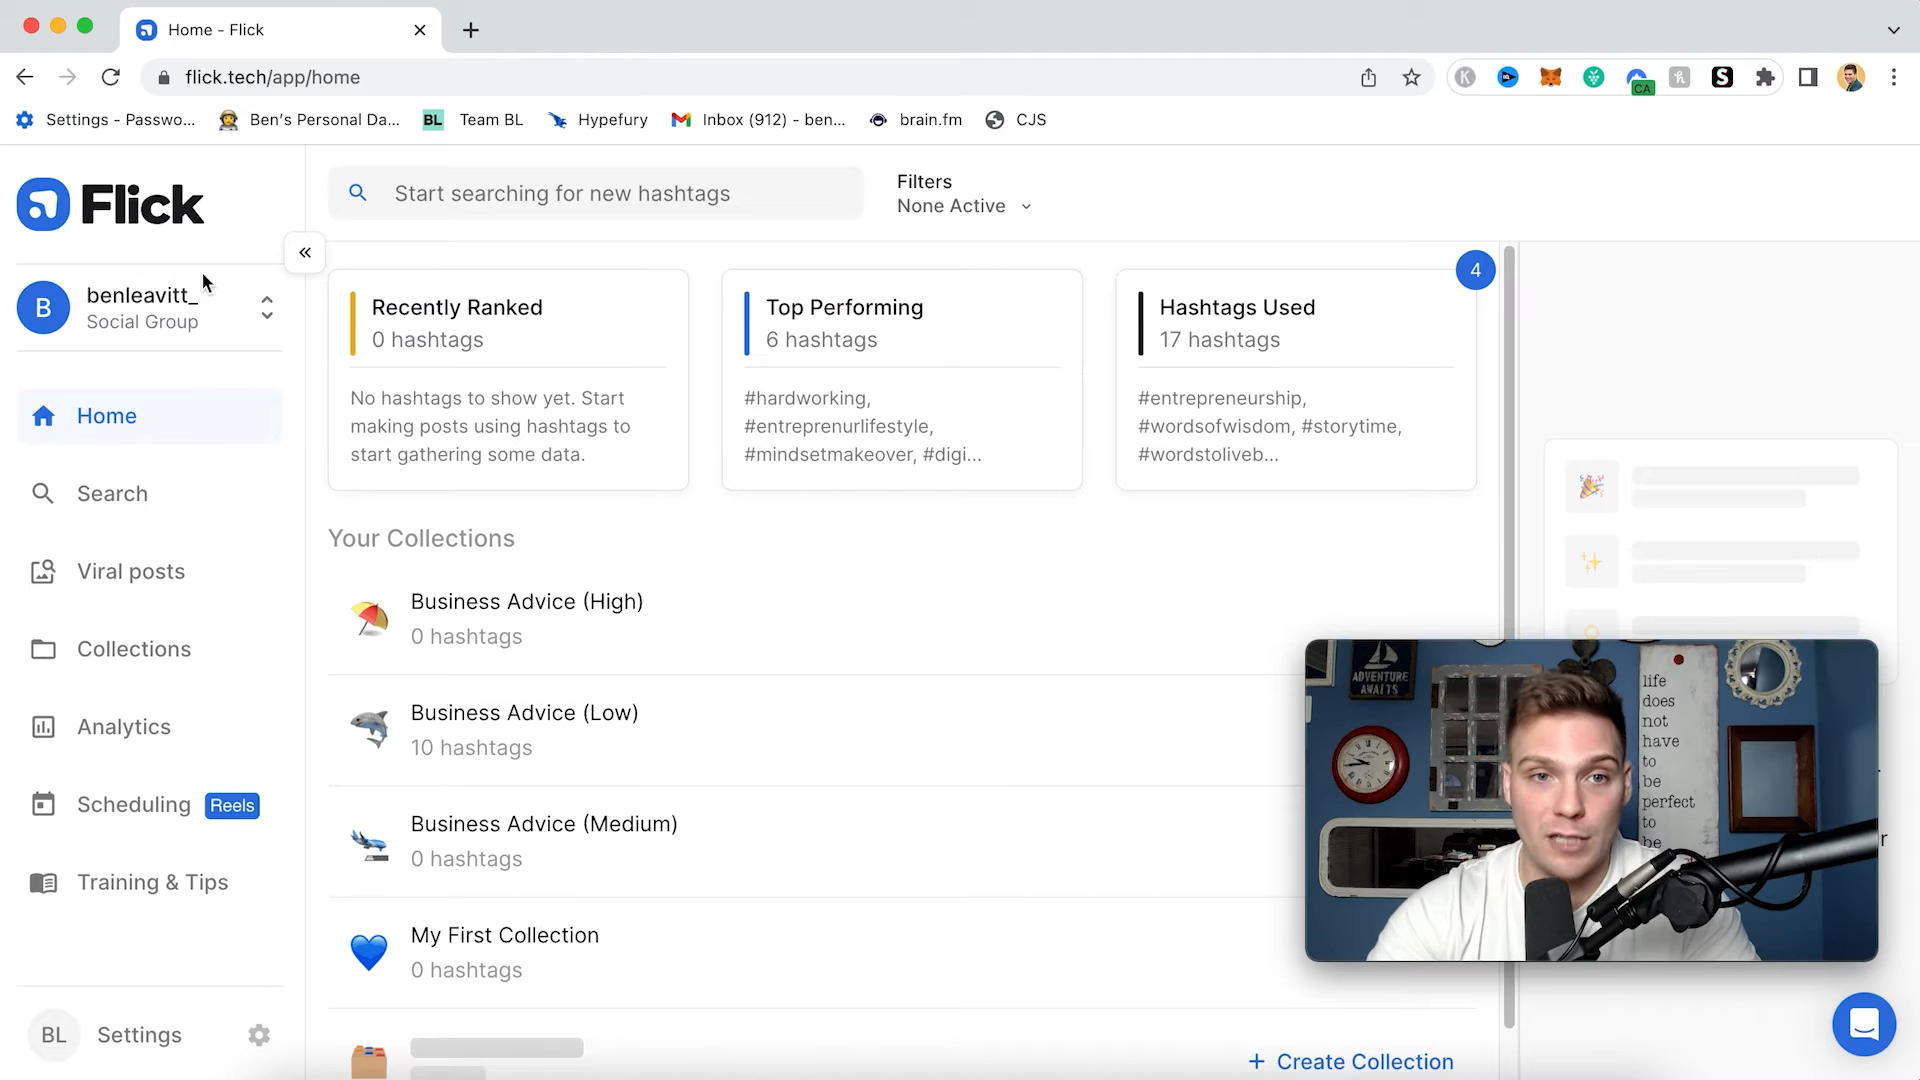 Home - Flick
flick.tech/app/home
CA
Settings - Passwo...
Ben's Personal Da...
BL
Team BL
Hypefury
Inbox (912) - ben...
brain.fm
CJS
Flick
Start searching for new hashtags
Filters
None Active
B
benleavitt_
Social Group
Home
Search
Viral posts
Collections
Analytics
Scheduling
Reels
Training & Tips
BL
Settings
Recently Ranked
0 hashtags
No hashtags to show yet. Start
making posts using hashtags to
start gathering some data.
Top Performing
6 hashtags
#hardworking,
#entreprenurlifestyle,
#mindsetmakeover, #digi...
4
Hashtags Used
17 hashtags
#entrepreneurship,
#wordsofwisdom, #storytime,
#wordstoliveb...
Your Collections
Business Advice (High)
0 hashtags
Business Advice (Low)
10 hashtags
Business Advice (Medium)
0 hashtags
My First Collection
0 hashtags
+ Create Collection
ADVENTURE
AWAITS
life
does
not
have
to
be
perfect
to
be